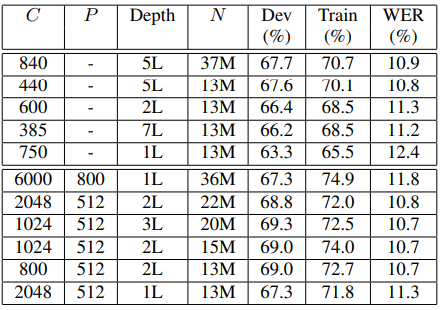 C P Depth N Dev (%) Train (%) WER (%)
840 - 5L 37M 67.7 70.7 10.9
440 - 5L 13M 67.6 70.1 10.8
600 - 2L 13M 66.4 68.5 11.3
385 - 7L 13M 66.2 68.5 11.2
750 - 1L 13M 63.3 65.5 12.4
6000 800 1L 36M 67.3 74.9 11.8
2048 512 2L 22M 68.8 72.0 10.8
1024 512 3L 20M 69.3 72.5 10.7
1024 512 2L 15M 69.0 74.0 10.7
800 512 2L 13M 69.0 72.7 10.7
2048 512 1L 13M 67.3 71.8 11.3